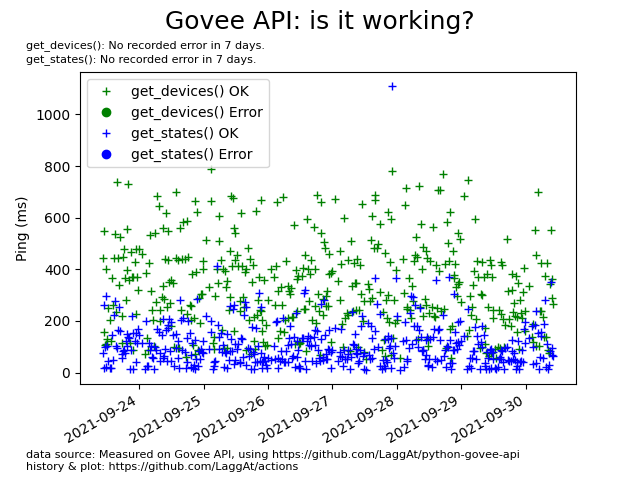 Govee API: is it working?
get_devices(): No recorded error in 7 days.
get_states(): No recorded error in 7 days.
get_devices() OK
get_devices() Error
get_states() OK
get_states() Error
Ping (ms)
1000
800
600
400
200
0
2021-09-24
2021-09-25
2021-09-26
2021-09-27
2021-09-28
2021-09-29
2021-09-30
data source: Measured on Govee API, using https://github.com/LaggAt/python-govee-api
history & plot: https://github.com/LaggAt/actions